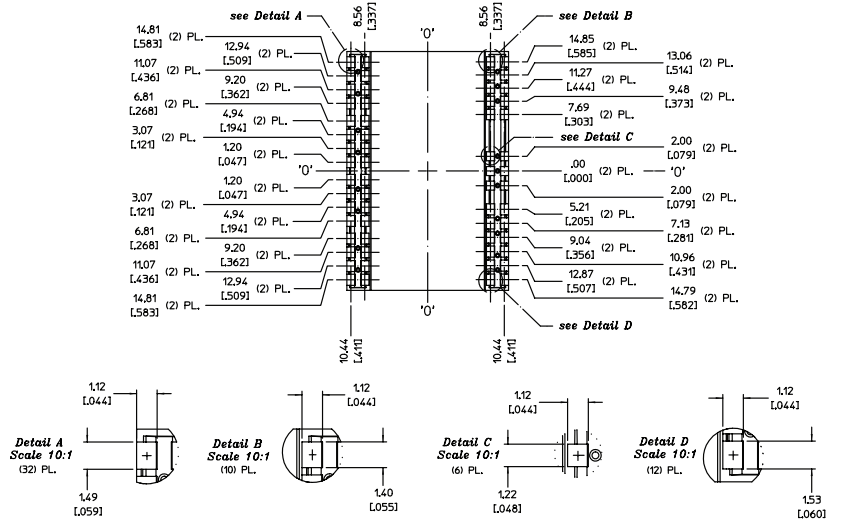 see Detail A
8.56
[.337]
'0'
8.56
[.337]
see Detail B
14.81
[.583] (2) PL.
12.94
[.509] (2) PL.
11.07
[.436] (2) PL.
9.20
[.362] (2) PL.
6.81
[.268] (2) PL.
4.94
[.194] (2) PL.
3.07
[.121] (2) PL.
1.20
[.047] (2) PL.
'0'
1.20
[.047] (2) PL.
3.07
[.121] (2) PL.
4.94
[.194] (2) PL.
6.81
[.268] (2) PL.
9.20
[.362] (2) PL.
11.07
[.436] (2) PL.
12.94
[.509] (2) PL.
14.81
[.583] (2) PL.
14.85
[.585] (2) PL.
13.06
[.514] (2) PL.
11.27
[.444] (2) PL.
9.48
[.373] (2) PL.
7.69
[.303] (2) PL.
see Detail C
2.00
[.079] (2) PL.
.00
[.000] (2) PL. '0'
2.00
[.079] (2) PL.
5.21
[.205] (2) PL.
7.13
[.281] (2) PL.
9.04
[.356] (2) PL.
10.96
[.431] (2) PL.
12.87
[.507] (2) PL.
14.79
[.582] (2) PL.
'0'
see Detail D
10.44
[.411]
10.44
[.411]
1.12
[.044]
Detail A
Scale 10:1
(32) PL.
1.49
[.059]
1.12
[.044]
Detail B
Scale 10:1
(10) PL.
1.40
[.055]
1.12
[.044]
Detail C
Scale 10:1
(6) PL.
1.22
[.048]
1.12
[.044]
Detail D
Scale 10:1
(12) PL.
1.53
[.060]